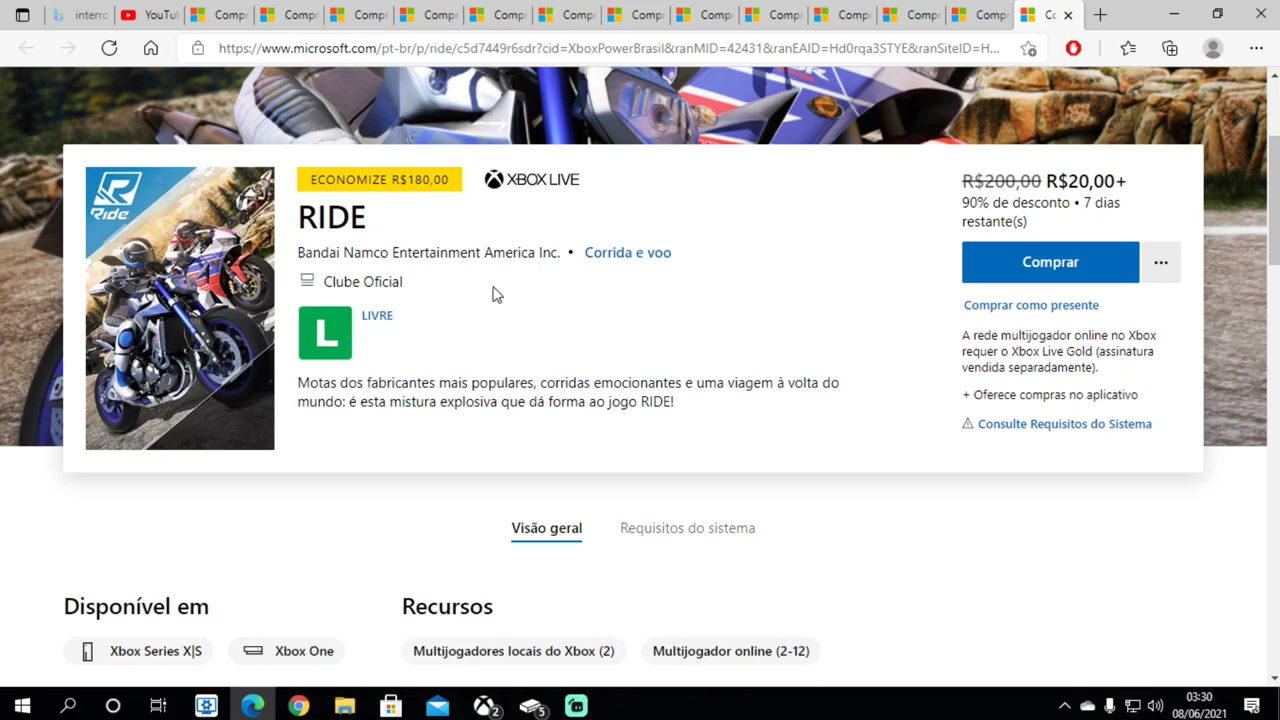 interro
YouTub
Compr
Compr
Compr
Compr
Compr
Compr
Compr
Compr
Compr
Compr
Compr
Compr
Cc
https://www.microsoft.com/pt-br/p/ride/c5d7449r6sdr?cid=XboxPowerBrasil&ranMID=42431&ranEAID=Hd0rqa3STYE&ranSiteID=H...
Ride
ECONOMIZE R$180,00
XBOX LIVE
RIDE
Bandai Namco Entertainment America Inc. • Corrida e voo
Clube Oficial
L
LIVRE
Motas dos fabricantes mais populares, corridas emocionantes e uma viagem à volta do
mundo: é esta mistura explosiva que dá forma ao jogo RIDE!
R$200,00 R$20,00+
90% de desconto • 7 dias
restante(s)
Comprar
Comprar como presente
A rede multijogador online no Xbox
requer o Xbox Live Gold (assinatura
vendida separadamente).
+ Oferece compras no aplicativo
Consulte Requisitos do Sistema
Visão geral
Requisitos do sistema
Disponível em
Recursos
Xbox Series X|S
Xbox One
Multijogadores locais do Xbox (2)
Multijogador online (2-12)
2
5
03:30
08/06/2021